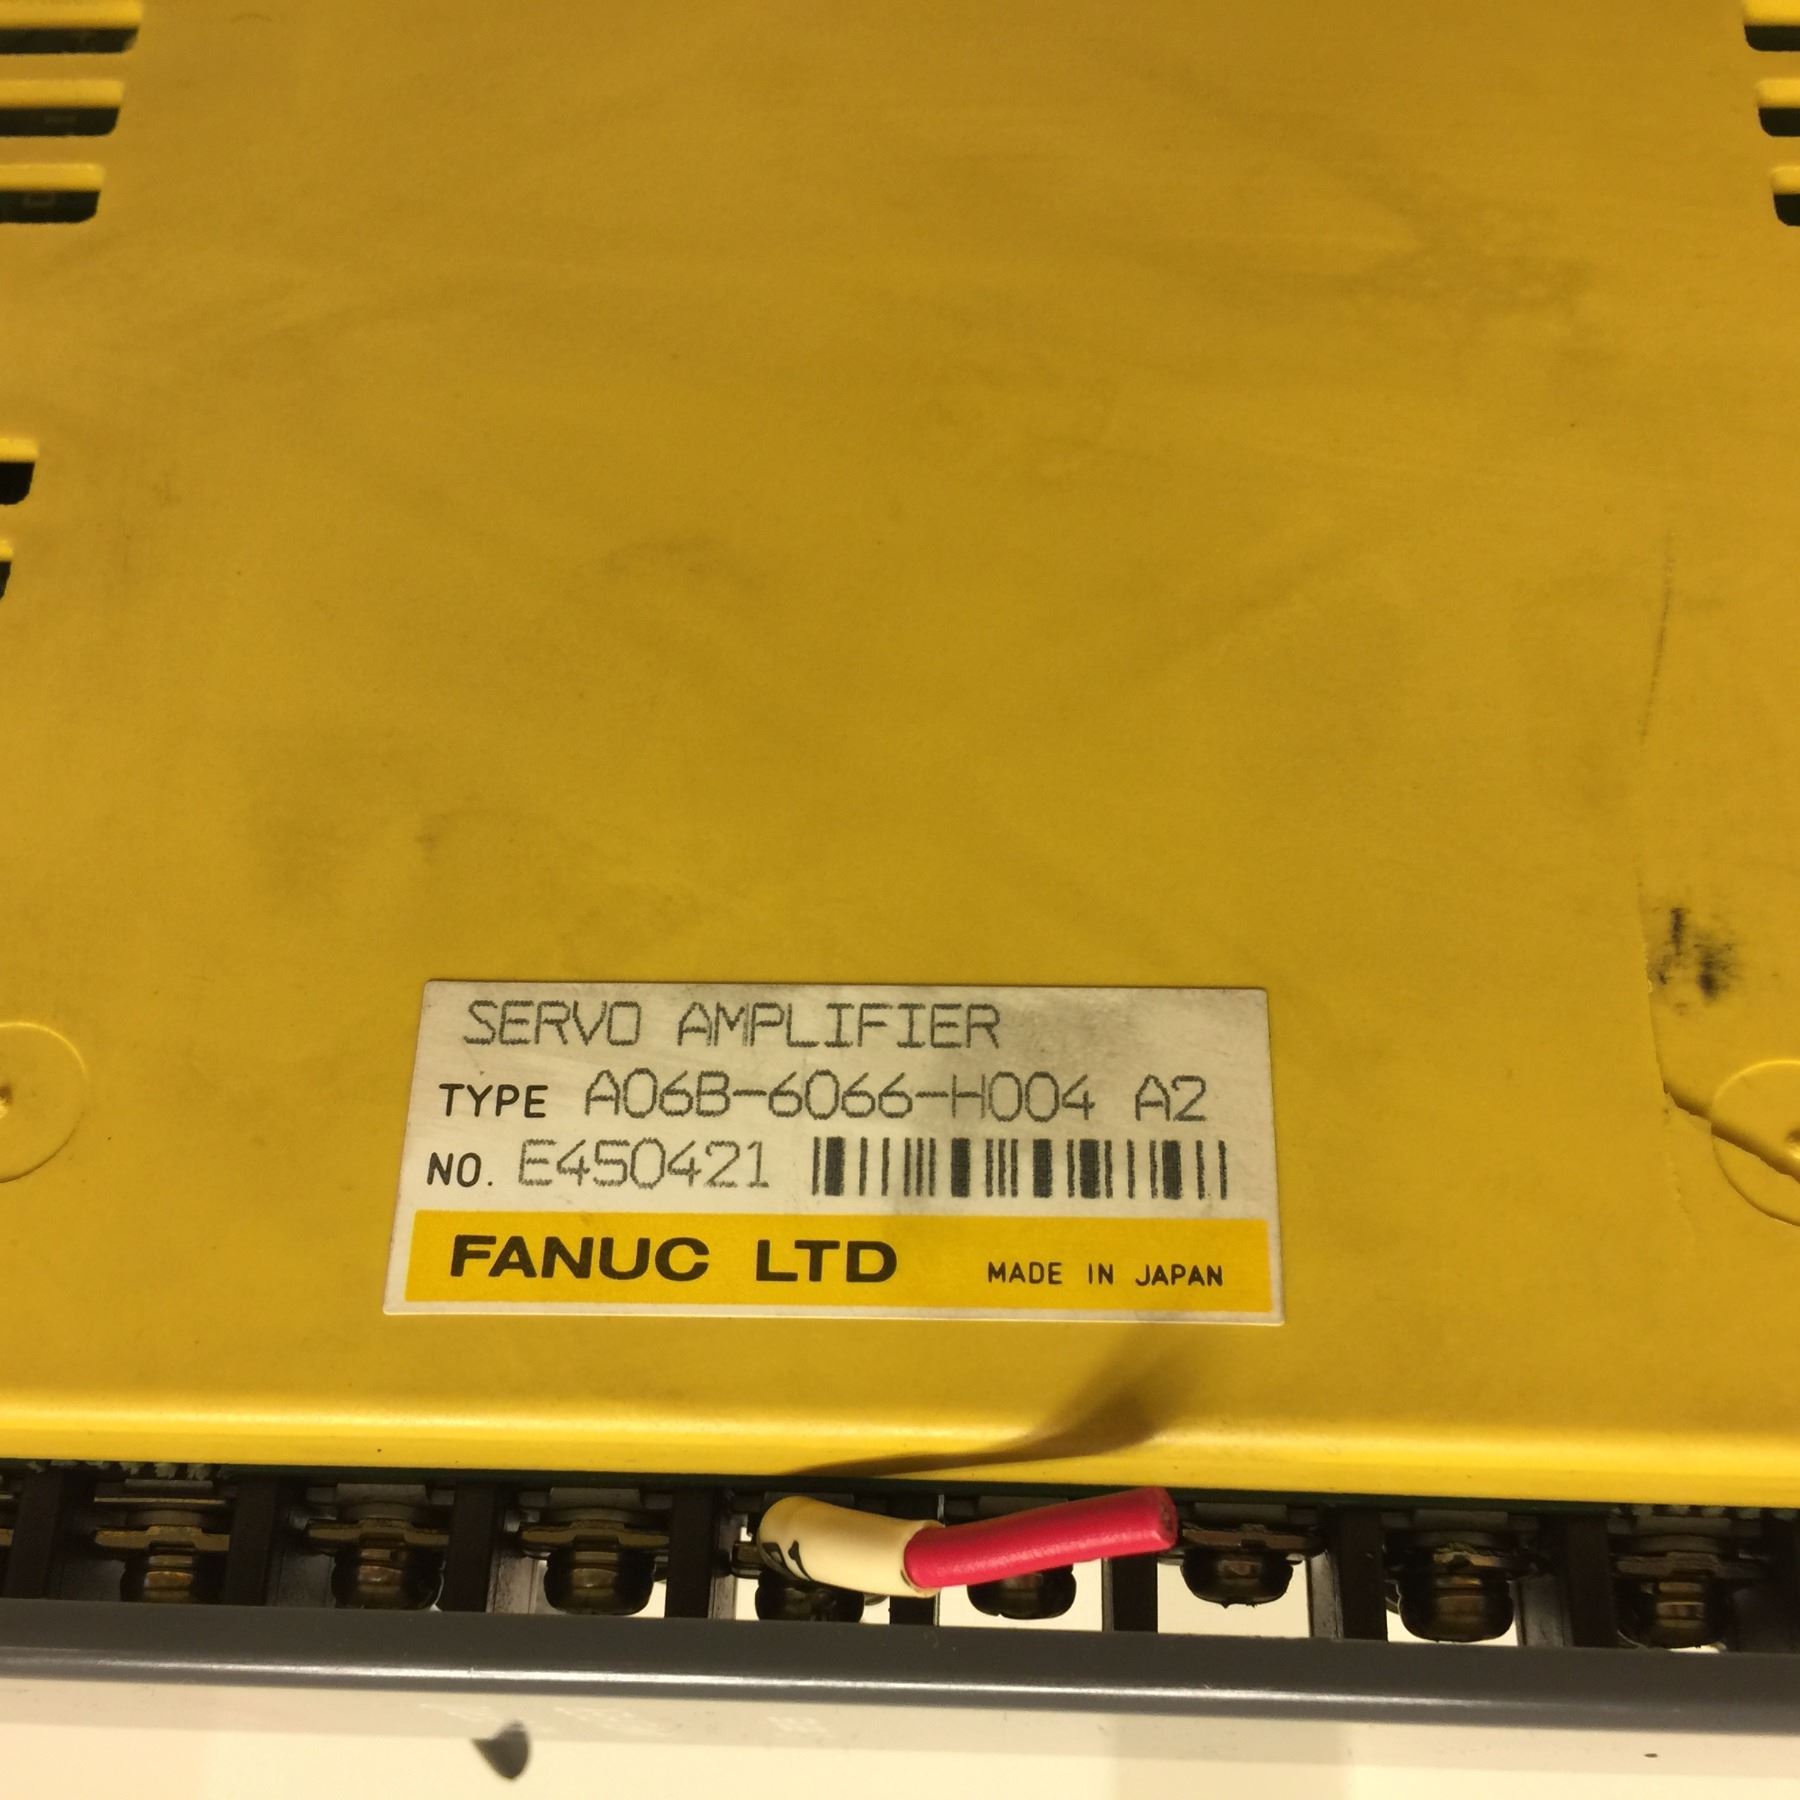 SERVO AMPLIFIER
TYPE A06B-6066-H004 A2
NO. E450421
FANUC LTD MADE IN JAPAN